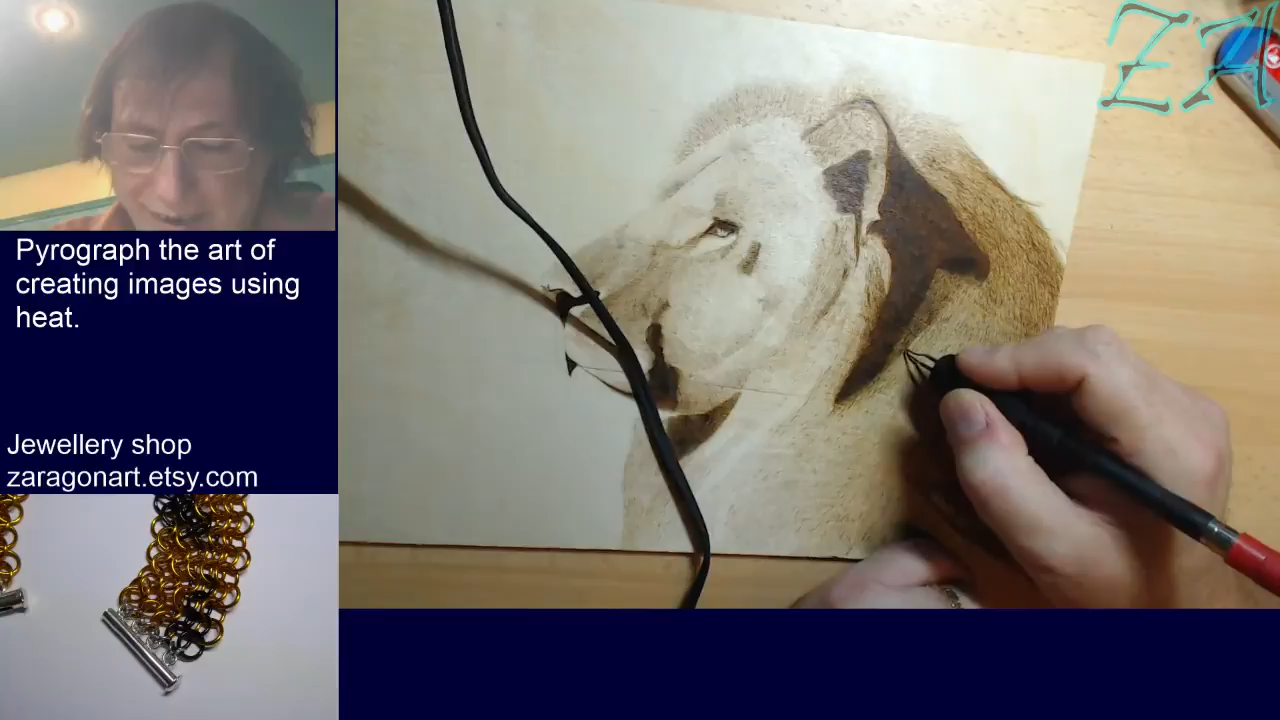 ZA
Pyrograph the art of
creating images using
heat.
Jewellery shop
zaragonart.etsy.com